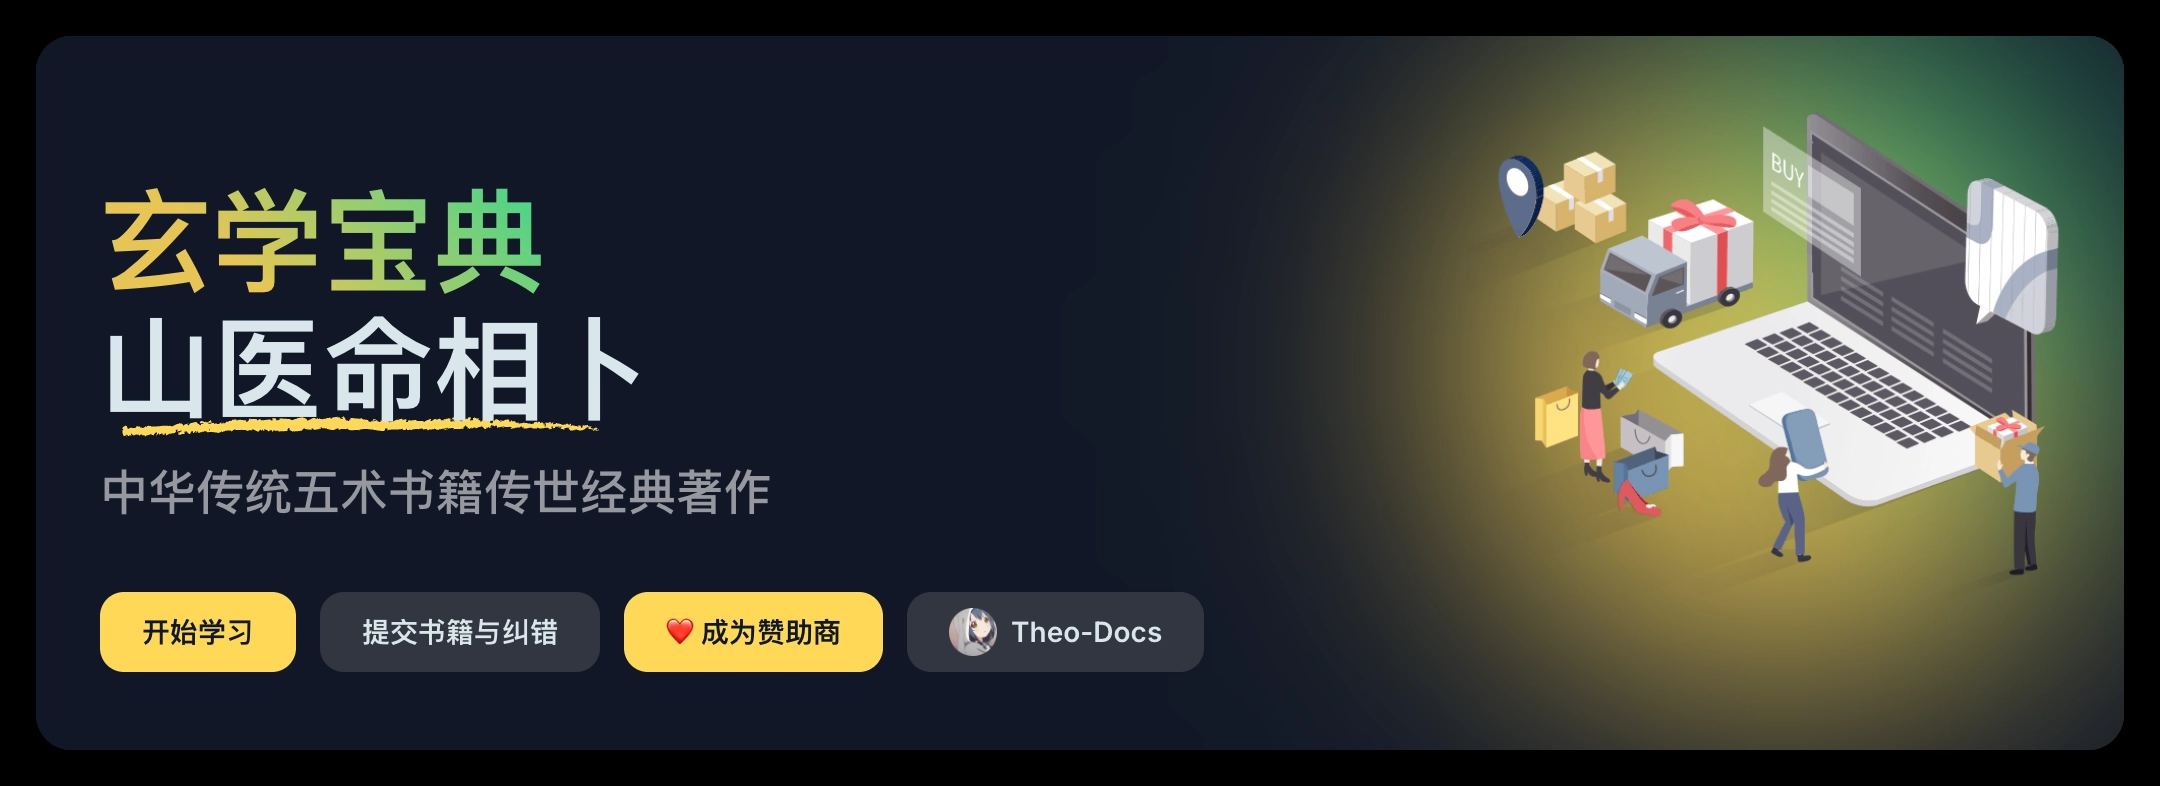 玄学宝典
山医命相卜
中华传统五术书籍传世经典著作
开始学习
提交书籍与纠错
❤️ 成为赞助商
Theo-Docs
BUY